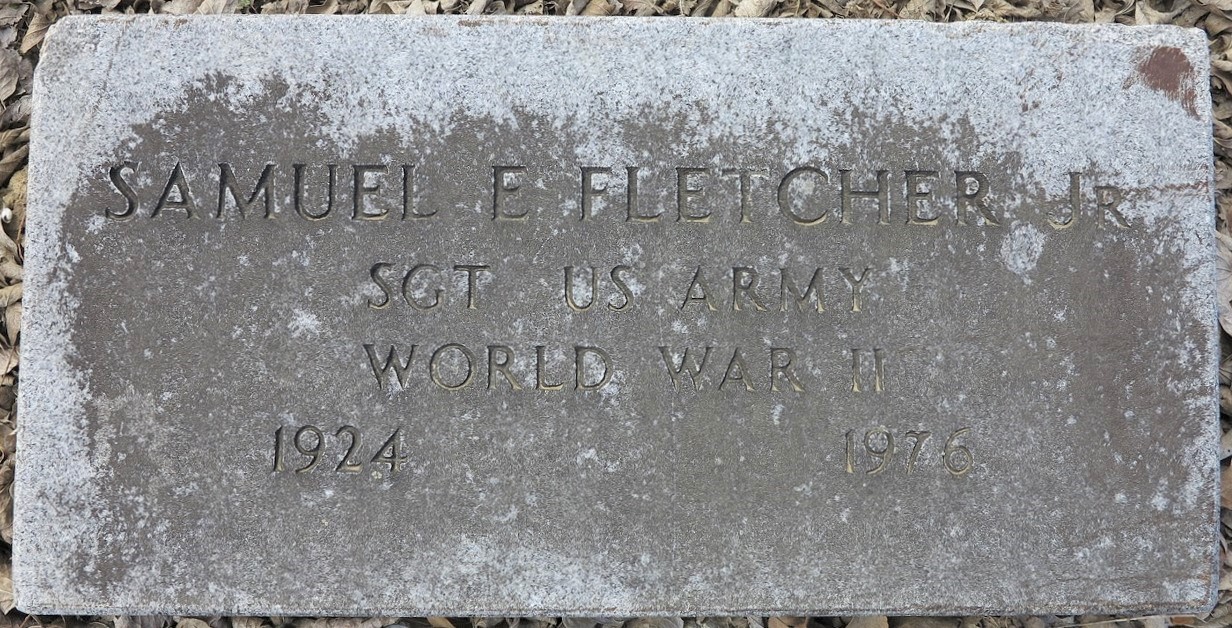 SAMUEL E FLETCHER JR
SGT US ARMY
WORLD WAR II
1924 1976